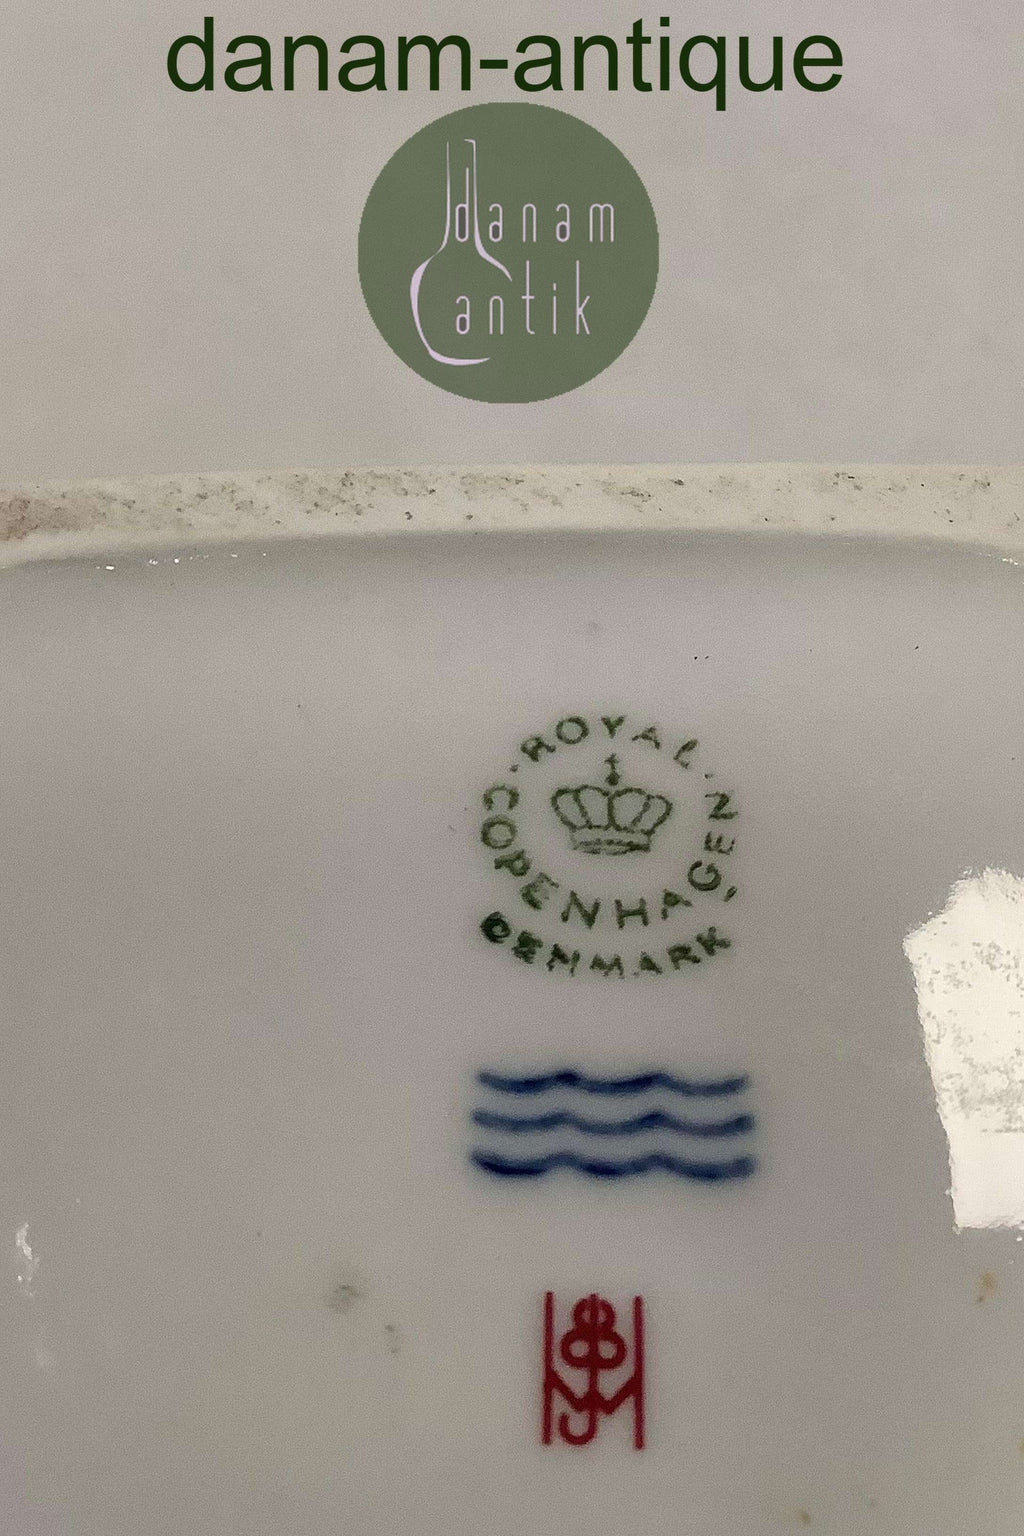 danam-antique
danam
antik
ROYAL
COPENHAGEN
DENMARK